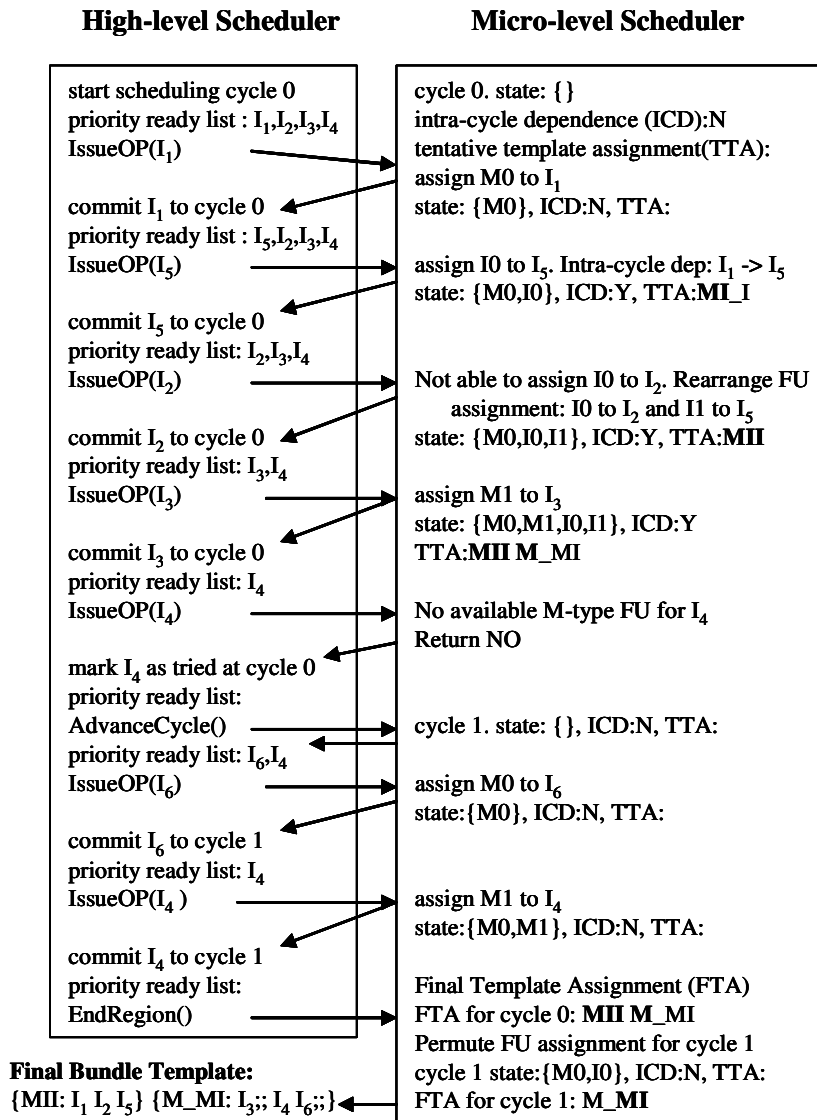 High-level Scheduler
start scheduling cycle 0
priority ready list : I1,I2,I3,I4
IssueOP(I1)
commit I1 to cycle 0
priority ready list : I5,I2,I3,I4
IssueOP(I5)
commit I5 to cycle 0
priority ready list: I2,I3,I4
IssueOP(I2)
commit I2 to cycle 0
priority ready list: I3,I4
IssueOP(I3)
commit I3 to cycle 0
priority ready list: I4
IssueOP(I4)
mark I4 as tried at cycle 0
priority ready list:
AdvanceCycle()
priority ready list: I6,I4
IssueOP(I6)
commit I6 to cycle 1
priority ready list: I4
IssueOP(I4 )
commit I4 to cycle 1
priority ready list:
EndRegion()
Micro-level Scheduler
cycle 0. state: {}
intra-cycle dependence (ICD):N
tentative template assignment(TTA):
assign M0 to I1
state: {M0}, ICD:N, TTA:
assign I0 to I5. Intra-cycle dep: I1 -> I5
state: {M0,I0}, ICD:Y, TTA:MI_I
Not able to assign I0 to I2. Rearrange FU
assignment: I0 to I2 and I1 to I5
state: {M0,I0,I1}, ICD:Y, TTA:MII
assign M1 to I3
state: {M0,M1,I0,I1}, ICD:Y
TTA:MII M_MI
No available M-type FU for I4
Return NO
cycle 1. state: {}, ICD:N, TTA:
assign M0 to I6
state:{M0}, ICD:N, TTA:
assign M1 to I4
state:{M0,M1}, ICD:N, TTA:
Final Template Assignment (FTA)
FTA for cycle 0: MII M_MI
Permute FU assignment for cycle 1
cycle 1 state:{M0,I0}, ICD:N, TTA:
FTA for cycle 1: M_MI
Final Bundle Template:
{MII: I1 I2 I5} {M_MI: I3;; I4 I6;;}